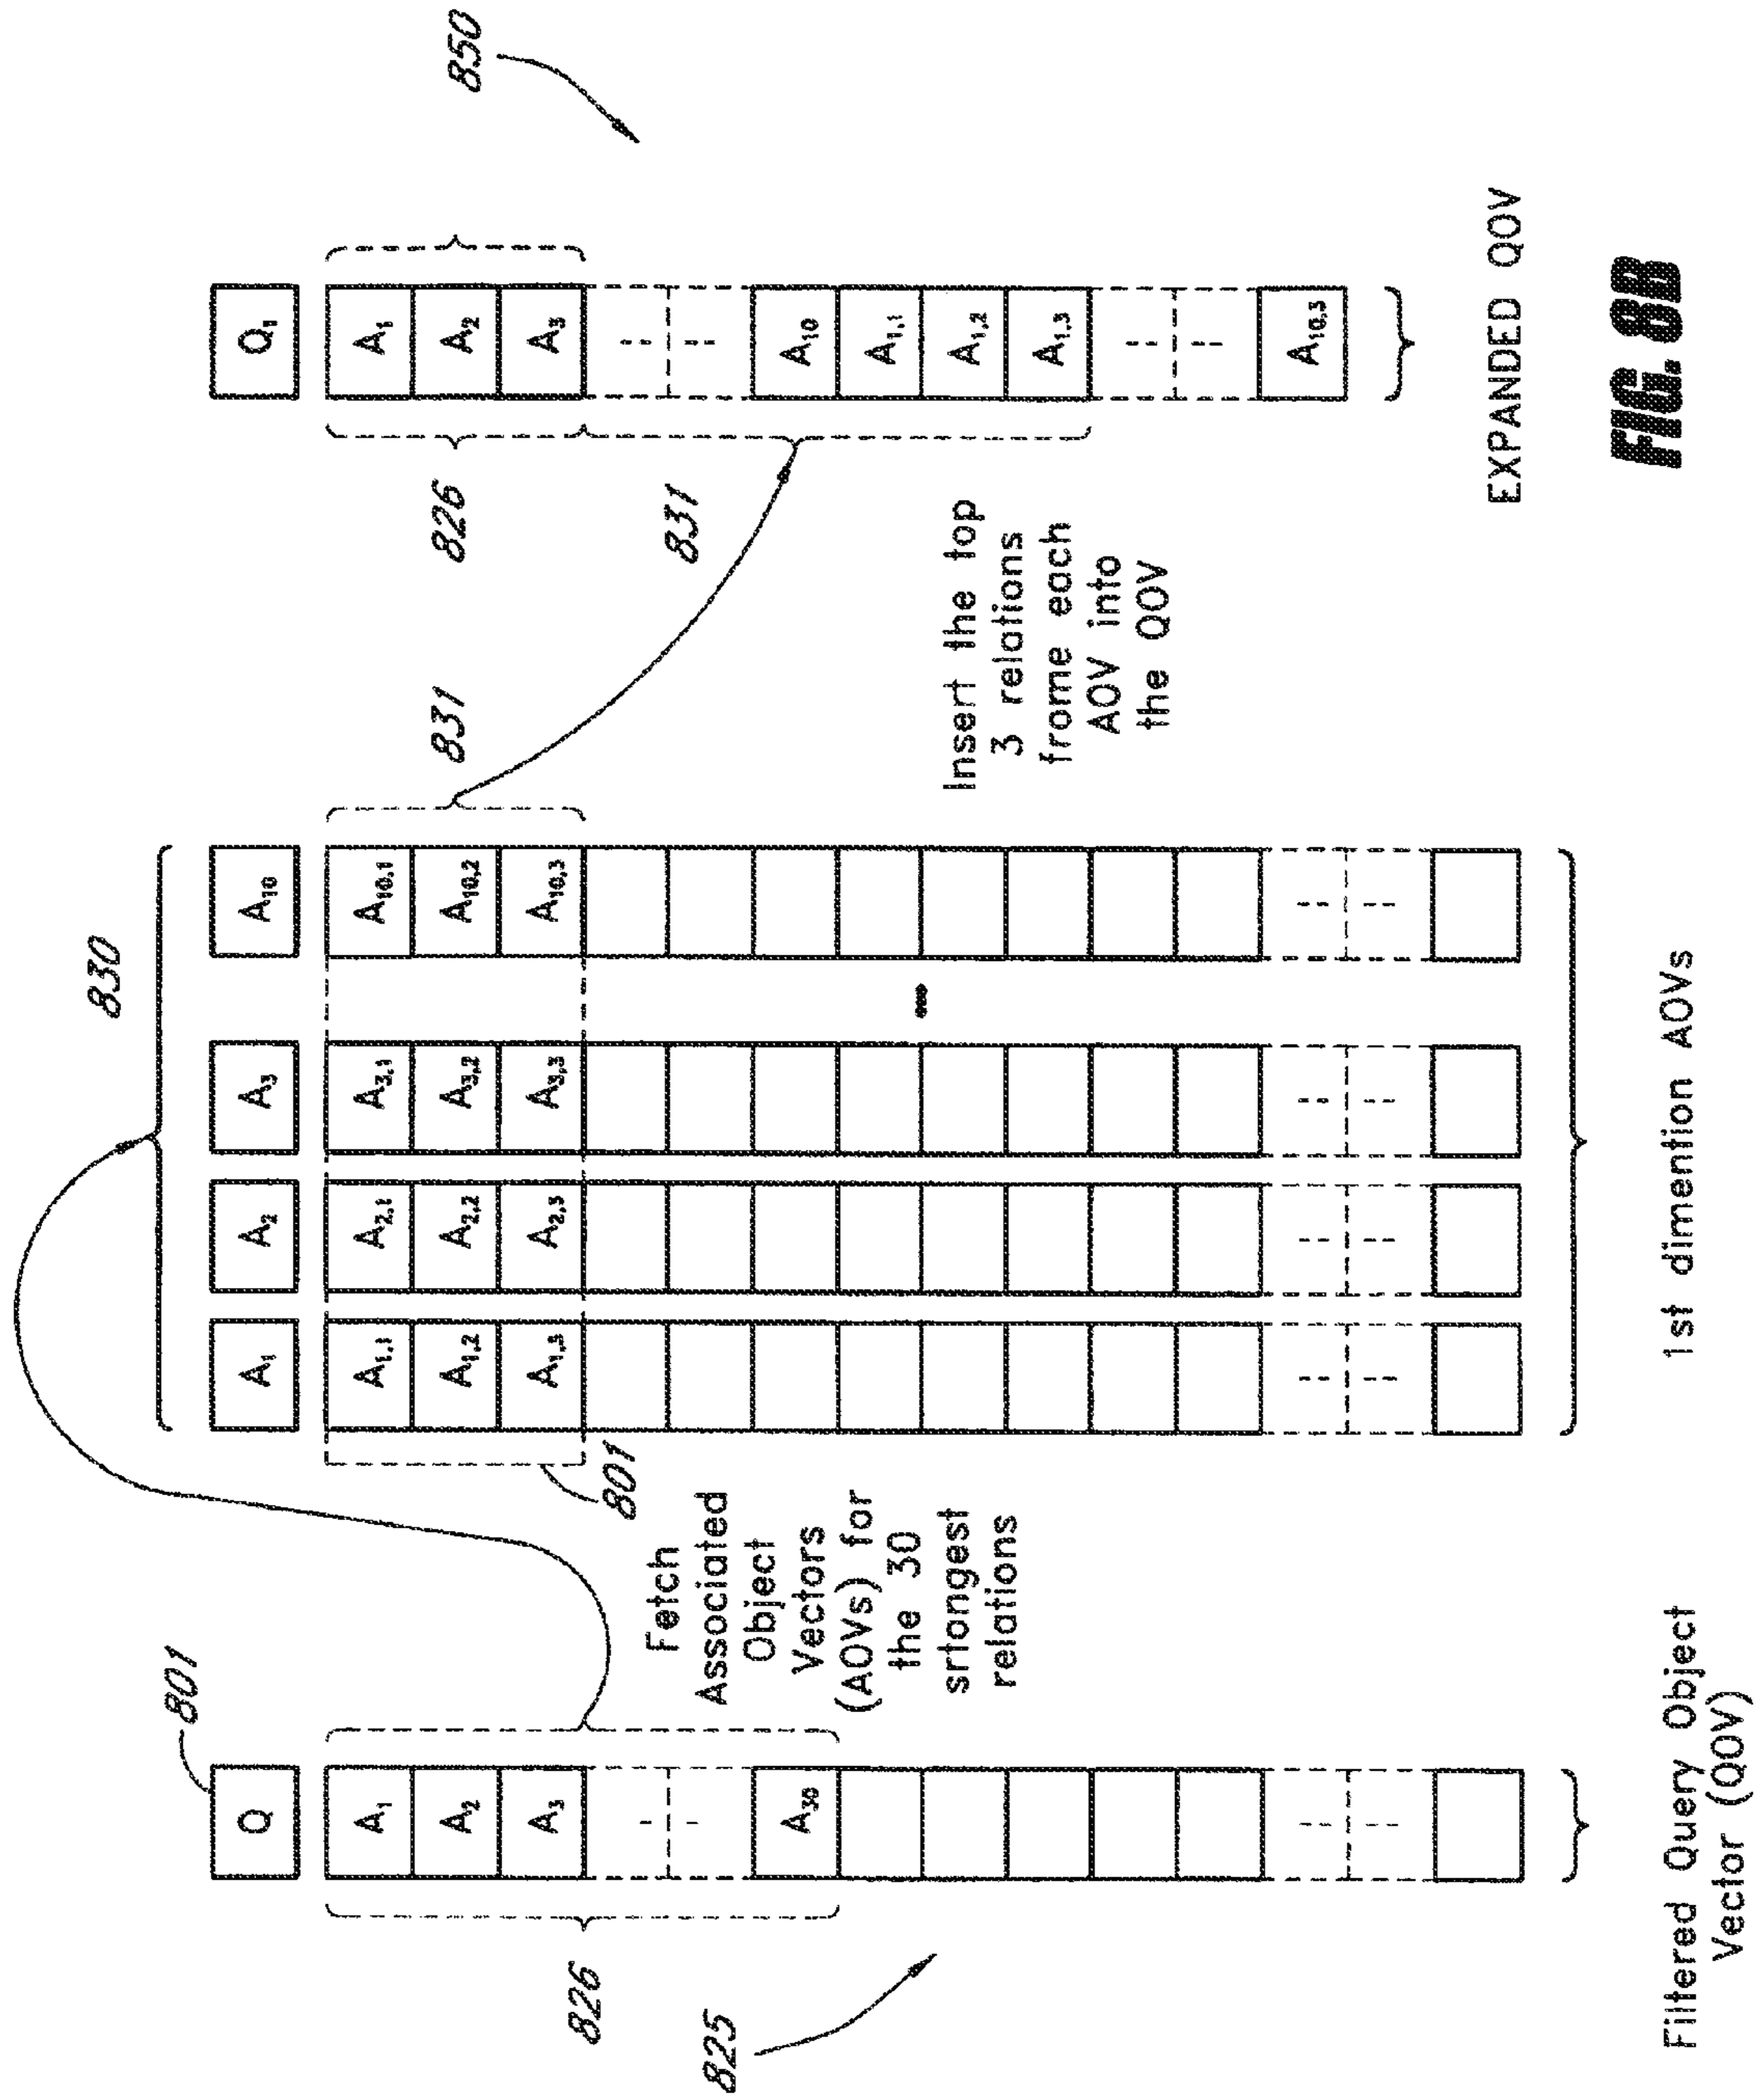 801
Q
A1
A2
A3
A30
826
825
Filtered Query Object
Vector (QOV)
Fetch
Associated
Object
Vectors
(AOVs) for
the 30
srtongest
relations
830
A1
A2
A3
A10
A1,1
A2,1
A3,1
A10,1
A1,2
A2,2
A3,2
A10,2
A1,3
A2,3
A3,3
A10,3
801
831
1st dimention AOVs
Insert the top
3 relations
frome each
AOV into
the QOV
826
831
Q1
A1
A2
A3
A10
A1,1
A1,2
A1,3
A10,3
850
EXPANDED QOV
FIG. 8B